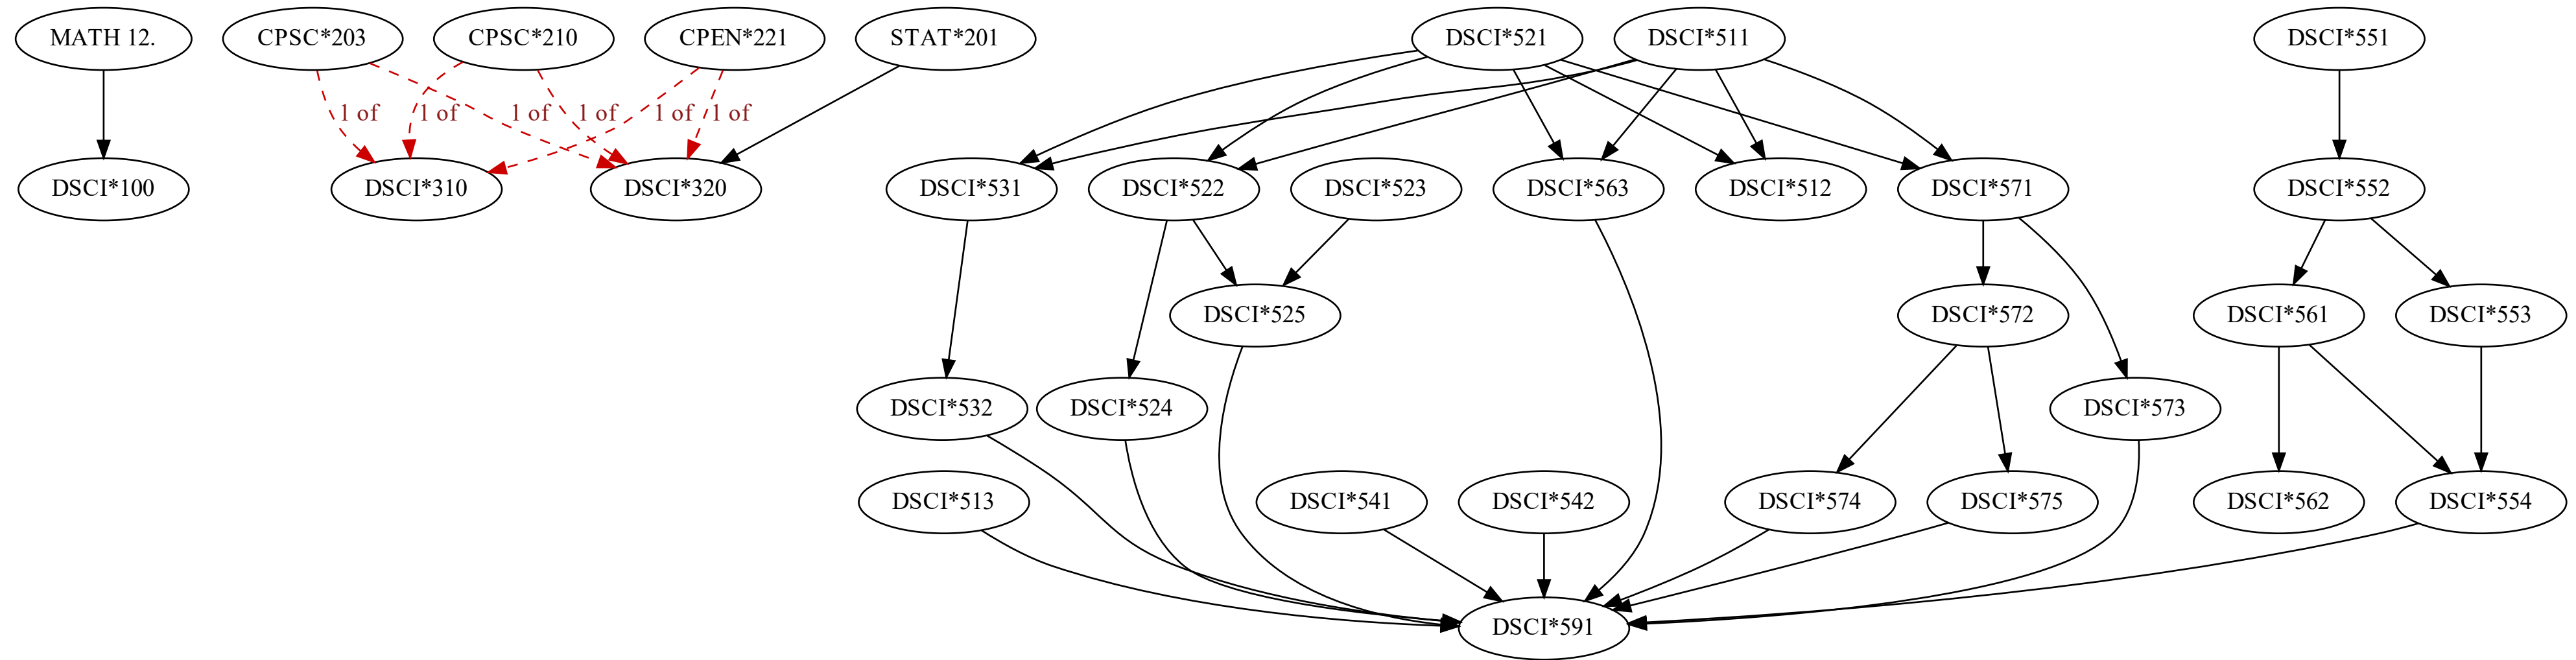 MATH 12.
CPSC*203
CPSC*210
CPEN*221
STAT*201
DSCI*521
DSCI*511
DSCI*551
1 of
1 of
1 of
1 of
1 of
1 of
DSCI*100
DSCI*310
DSCI*320
DSCI*531
DSCI*522
DSCI*523
DSCI*563
DSCI*512
DSCI*571
DSCI*552
DSCI*525
DSCI*572
DSCI*561
DSCI*553
DSCI*532
DSCI*524
DSCI*573
DSCI*513
DSCI*541
DSCI*542
DSCI*574
DSCI*575
DSCI*562
DSCI*554
DSCI*591